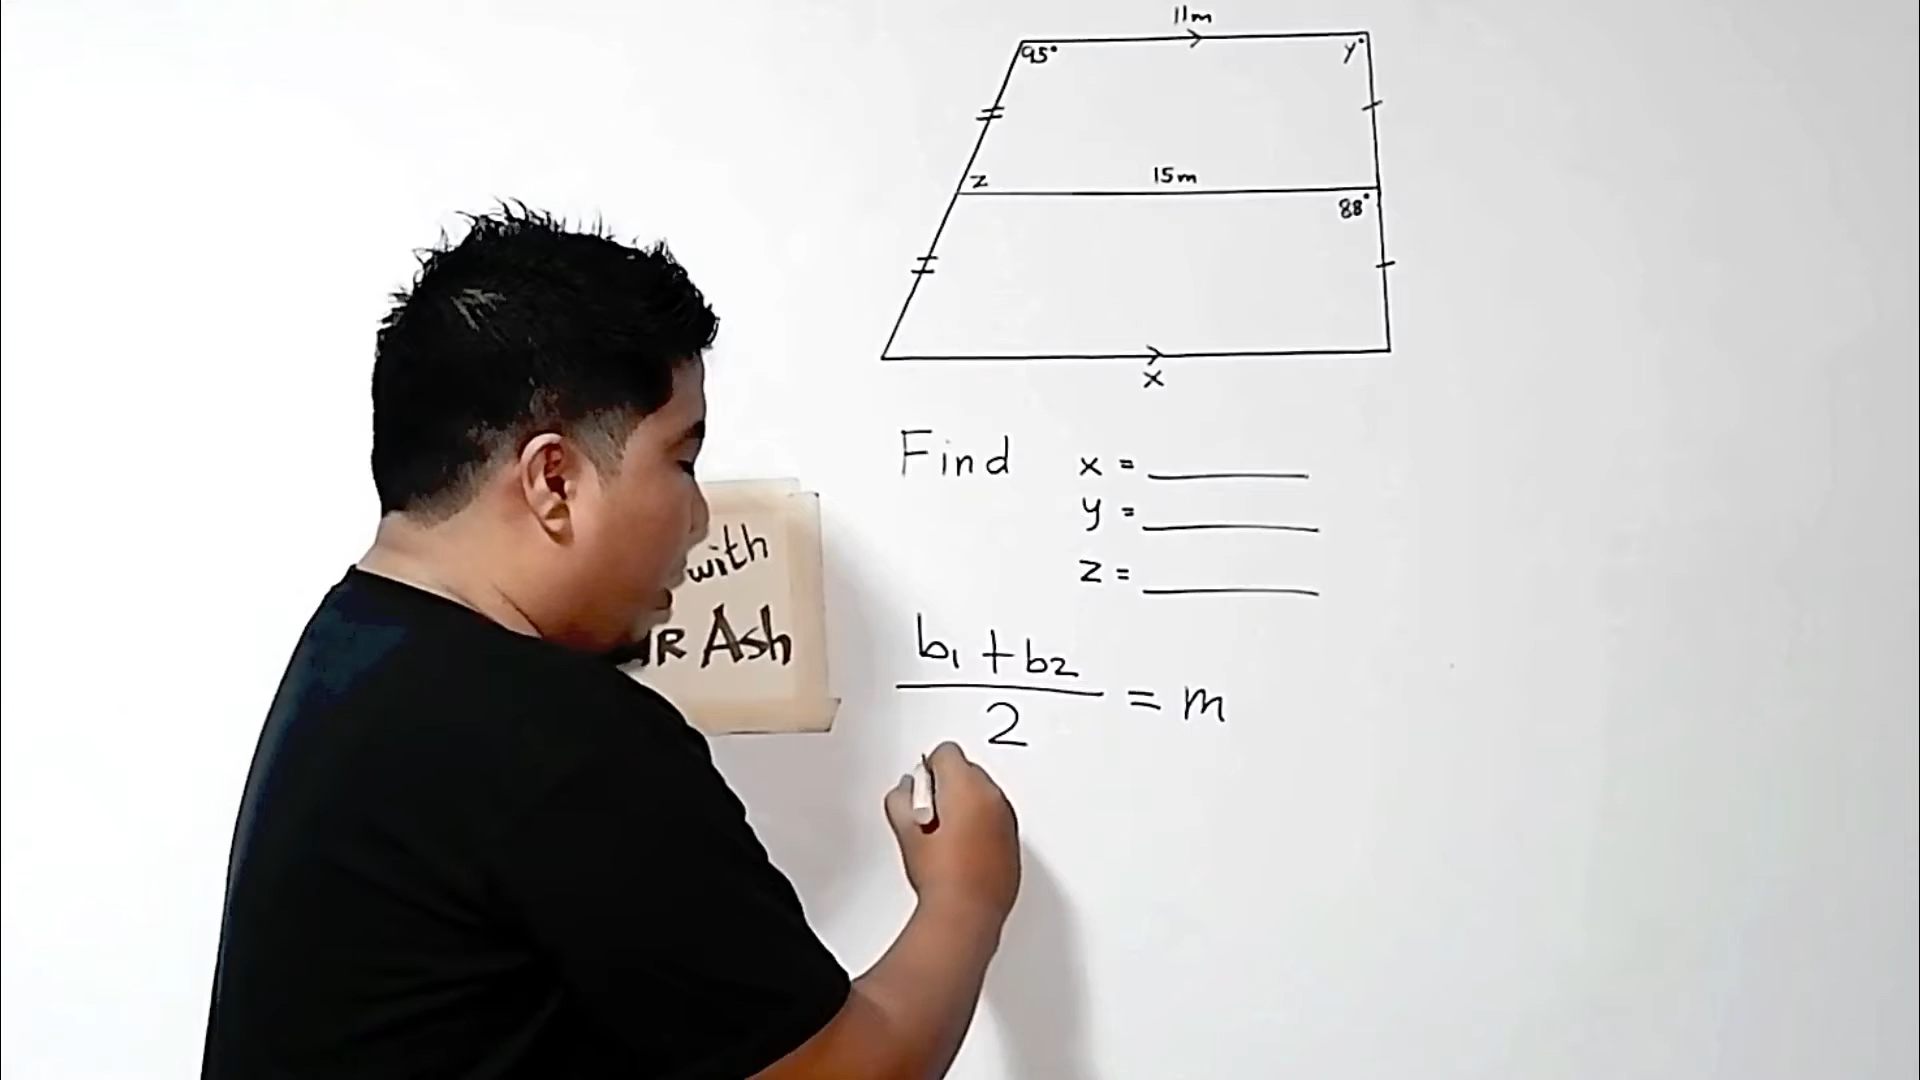 11m
95° y°
z 15m
88°
x
Find x = ______
y = ______
z = ______
b₁ + b₂
2
= m
with
Ash